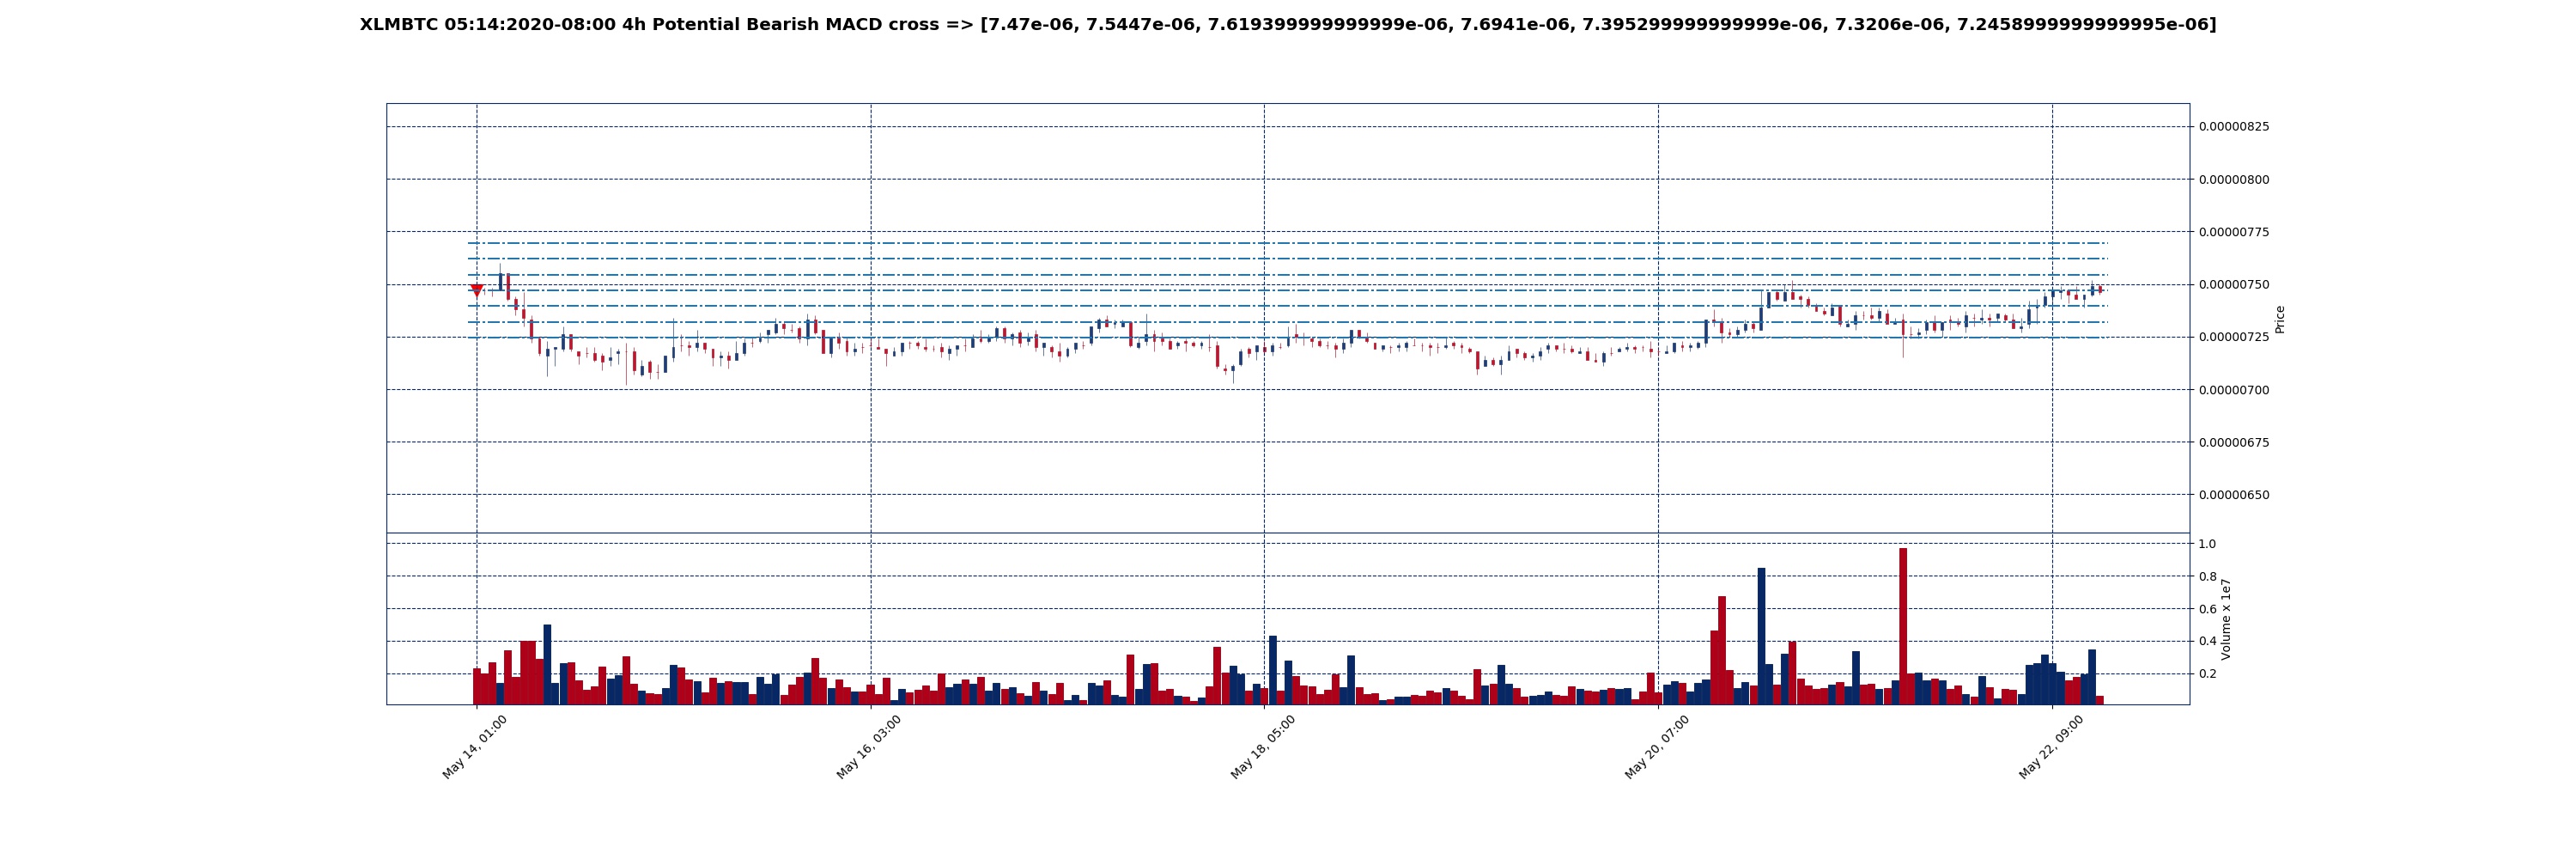 XLMBTC 05:14:2020-08:00 4h Potential Bearish MACD cross => [7.47e-06, 7.5447e-06, 7.619399999999999e-06, 7.6941e-06, 7.395299999999999e-06, 7.3206e-06, 7.2458999999999995e-06]
0.00000825
0.00000800
0.00000775
0.00000750
0.00000725
0.00000700
0.00000675
0.00000650
Price
1.0
0.8
0.6
0.4
0.2
Volume x 1e7
May 14, 01:00
May 16, 03:00
May 18, 05:00
May 20, 07:00
May 22, 09:00